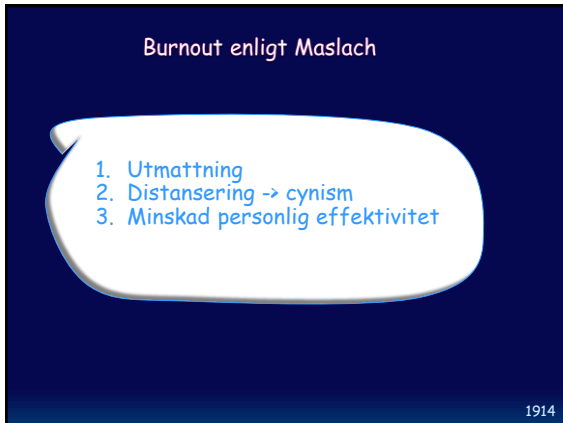 Burnout enligt Maslach
1. Utmattning
2. Distansering -> cynism
3. Minskad personlig effektivitet
1914